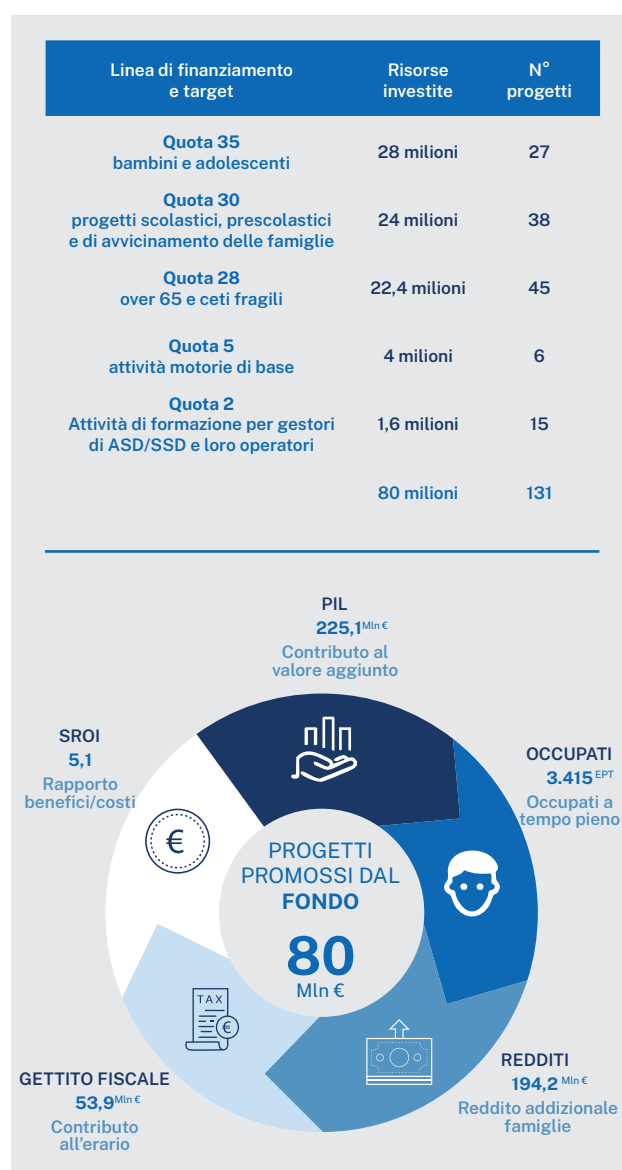 Linea di finanziamento
e target
Risorse
investite
N°
progetti
Quota 35
bambini e adolescenti
28 milioni
27
Quota 30
progetti scolastici, prescolastici
e di avvicinamento delle famiglie
24 milioni
38
Quota 28
over 65 e ceti fragili
22,4 milioni
45
Quota 5
attività motorie di base
4 milioni
6
Quota 2
Attività di formazione per gestori
di ASD/SSD e loro operatori
1,6 milioni
15
80 milioni
131
PIL
225,1 Mln €
Contributo al
valore aggiunto
OCCUPATI
3.415 EPT
Occupati a
tempo pieno
REDDITI
194,2 Mln €
Reddito addizionale
famiglie
GETTITO FISCALE
53,9 Mln €
Contributo
all'erario
SROI
5,1
Rapporto
benefici/costi
€
TAX
€
PROGETTI
PROMOSSI DAL
FONDO
80
Mln €